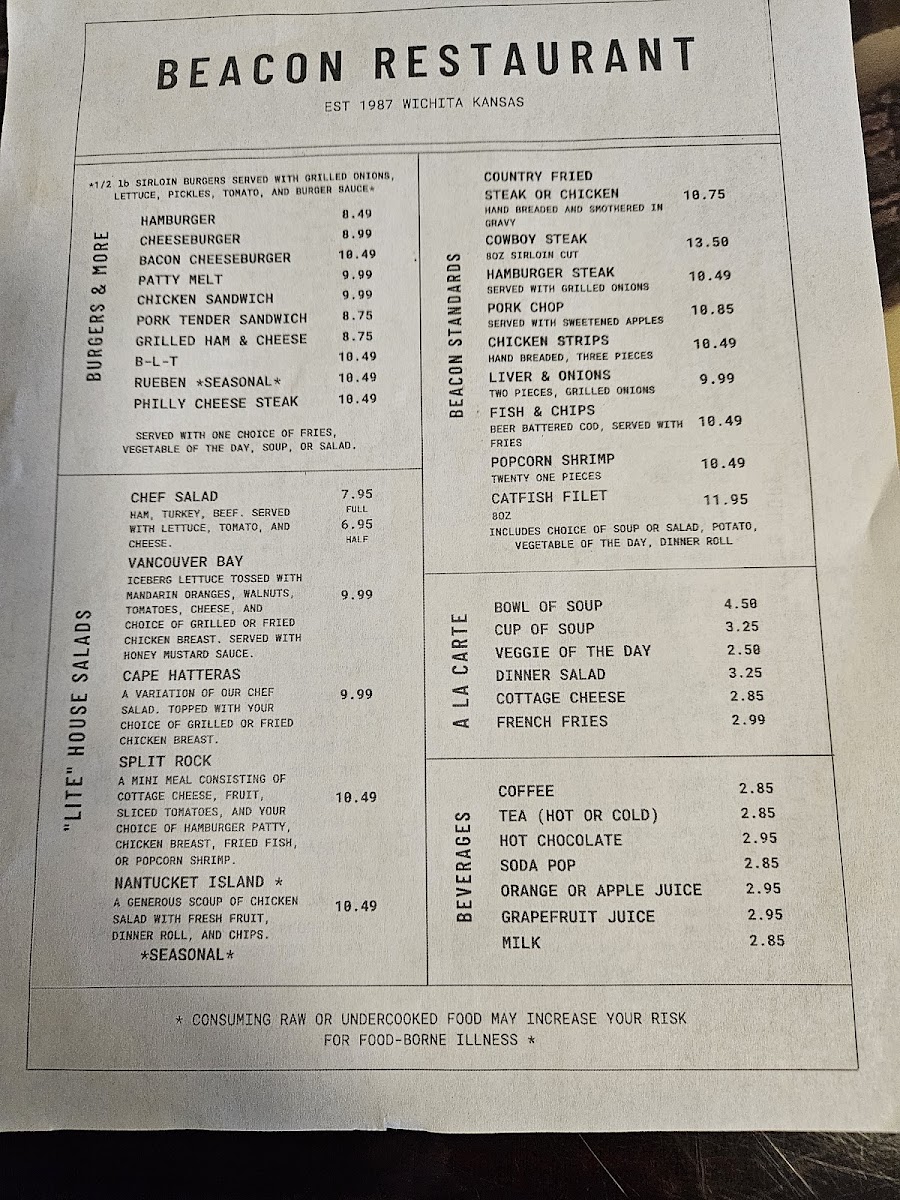 BEACON RESTAURANT
EST 1987 WICHITA KANSAS
*1/2 lb SIRLOIN BURGERS SERVED WITH GRILLED ONIONS,
LETTUCE, PICKLES, TOMATO, AND BURGER SAUCE*
BURGERS & MORE
HAMBURGER 8.49
CHEESEBURGER 8.99
BACON CHEESEBURGER 10.49
PATTY MELT 9.99
CHICKEN SANDWICH 9.99
PORK TENDER SANDWICH 8.75
GRILLED HAM & CHEESE 8.75
B-L-T 10.49
RUEBEN *SEASONAL* 10.49
PHILLY CHEESE STEAK 10.49
SERVED WITH ONE CHOICE OF FRIES,
VEGETABLE OF THE DAY, SOUP, OR SALAD.
"LITE" HOUSE SALADS
CHEF SALAD 7.95
HAM, TURKEY, BEEF. SERVED FULL
WITH LETTUCE, TOMATO, AND 6.95
CHEESE. HALF
VANCOUVER BAY
ICEBERG LETTUCE TOSSED WITH
MANDARIN ORANGES, WALNUTS, 9.99
TOMATOES, CHEESE, AND
CHOICE OF GRILLED OR FRIED
CHICKEN BREAST. SERVED WITH
HONEY MUSTARD SAUCE.
CAPE HATTERAS
A VARIATION OF OUR CHEF 9.99
SALAD. TOPPED WITH YOUR
CHOICE OF GRILLED OR FRIED
CHICKEN BREAST.
SPLIT ROCK
A MINI MEAL CONSISTING OF
COTTAGE CHEESE, FRUIT, 10.49
SLICED TOMATOES, AND YOUR
CHOICE OF HAMBURGER PATTY,
CHICKEN BREAST, FRIED FISH,
OR POPCORN SHRIMP.
NANTUCKET ISLAND *
A GENEROUS SCOUP OF CHICKEN 10.49
SALAD WITH FRESH FRUIT,
DINNER ROLL, AND CHIPS.
*SEASONAL*
BEACON STANDARDS
COUNTRY FRIED
STEAK OR CHICKEN 10.75
HAND BREADED AND SMOTHERED IN
GRAVY
COWBOY STEAK 13.50
8OZ SIRLOIN CUT
HAMBURGER STEAK 10.49
SERVED WITH GRILLED ONIONS
PORK CHOP 10.85
SERVED WITH SWEETENED APPLES
CHICKEN STRIPS 10.49
HAND BREADED, THREE PIECES
LIVER & ONIONS 9.99
TWO PIECES, GRILLED ONIONS
FISH & CHIPS
BEER BATTERED COD, SERVED WITH 10.49
FRIES
POPCORN SHRIMP 10.49
TWENTY ONE PIECES
CATFISH FILET 11.95
8OZ
INCLUDES CHOICE OF SOUP OR SALAD, POTATO,
VEGETABLE OF THE DAY, DINNER ROLL
A LA CARTE
BOWL OF SOUP 4.50
CUP OF SOUP 3.25
VEGGIE OF THE DAY 2.50
DINNER SALAD 3.25
COTTAGE CHEESE 2.85
FRENCH FRIES 2.99
BEVERAGES
COFFEE 2.85
TEA (HOT OR COLD) 2.85
HOT CHOCOLATE 2.95
SODA POP 2.85
ORANGE OR APPLE JUICE 2.95
GRAPEFRUIT JUICE 2.95
MILK 2.85
* CONSUMING RAW OR UNDERCOOKED FOOD MAY INCREASE YOUR RISK
FOR FOOD-BORNE ILLNESS *